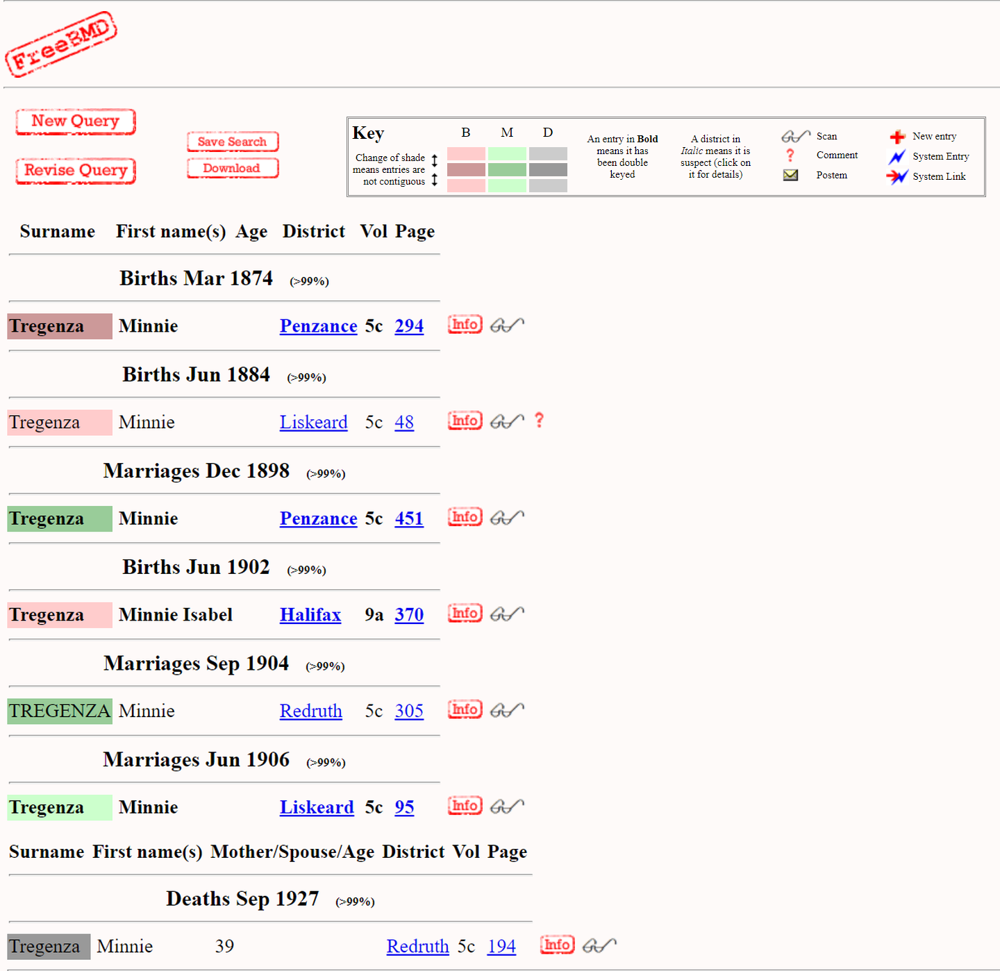 FreeBMD
New Query
Revise Query
Save Search
Download
Key B M D
Change of shade
means entries are
not contiguous
An entry in Bold
means it has
been double
keyed
A district in
Italic means it is
suspect (click on
it for details)
Scan
Comment
Postem
New entry
System Entry
System Link
Surname First name(s) Age District Vol Page
Births Mar 1874 (>99%)
Tregenza Minnie Penzance 5c 294 Info
Births Jun 1884 (>99%)
Tregenza Minnie Liskeard 5c 48 Info ?
Marriages Dec 1898 (>99%)
Tregenza Minnie Penzance 5c 451 Info
Births Jun 1902 (>99%)
Tregenza Minnie Isabel Halifax 9a 370 Info
Marriages Sep 1904 (>99%)
TREGENZA Minnie Redruth 5c 305 Info
Marriages Jun 1906 (>99%)
Tregenza Minnie Liskeard 5c 95 Info
Surname First name(s) Mother/Spouse/Age District Vol Page
Deaths Sep 1927 (>99%)
Tregenza Minnie 39 Redruth 5c 194 Info